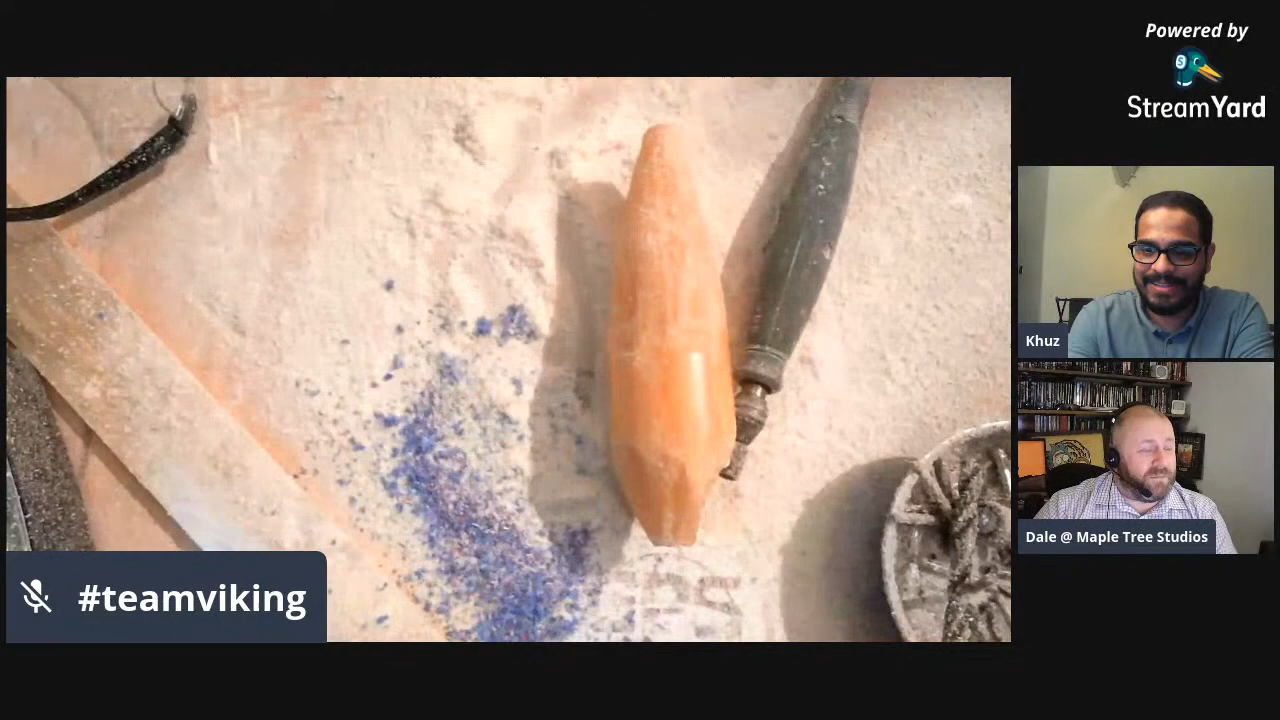 Powered by
StreamYard
Khuz
Dale @ Maple Tree Studios
#teamviking